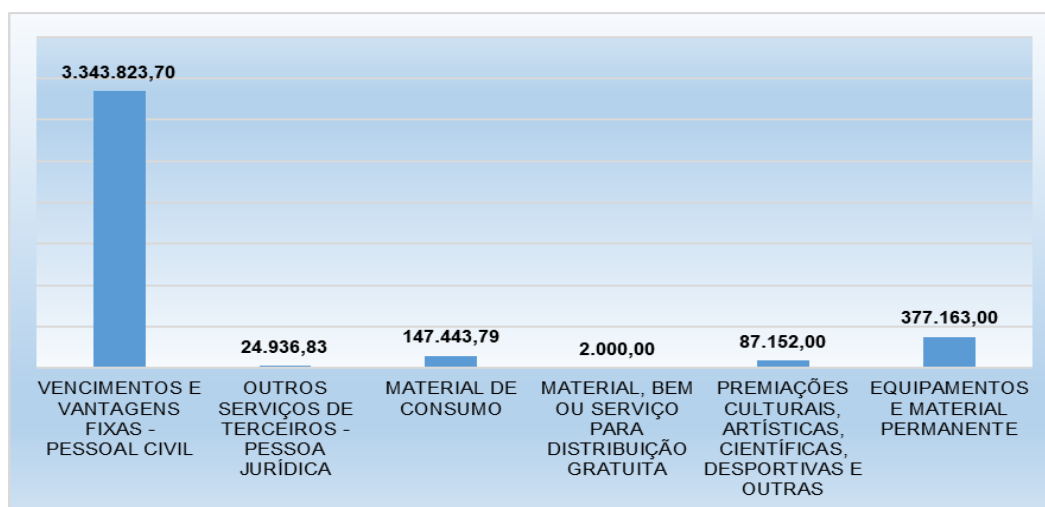 3.343.823,70
24.936,83
147.443,79
2.000,00
87.152,00
377.163,00
VENCIMENTOS E
VANTAGENS
FIXAS -
PESSOAL CIVIL
OUTROS
SERVIÇOS DE
TERCEIROS -
PESSOA
JURÍDICA
MATERIAL DE
CONSUMO
MATERIAL, BEM
OU SERVIÇO
PARA
DISTRIBUIÇÃO
GRATUITA
PREMIAÇÕES
CULTURAIS,
ARTÍSTICAS,
CIENTÍFICAS,
DESPORTIVAS E
OUTRAS
EQUIPAMENTOS
E MATERIAL
PERMANENTE